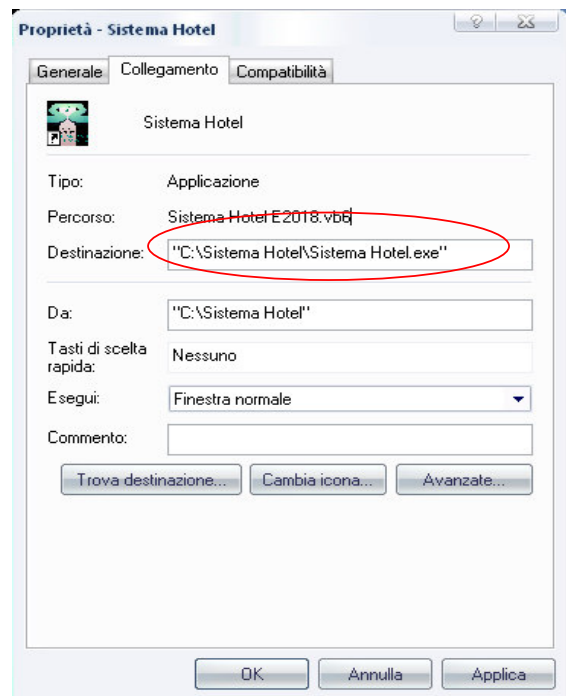 Proprietà - Sistema Hotel
Generale Collegamento Compatibilità
Sistema Hotel
Tipo: Applicazione
Percorso: Sistema Hotel E2018.vb6
Destinazione: "C:\Sistema Hotel\Sistema Hotel.exe"
Da: "C:\Sistema Hotel"
Tasti di scelta rapida: Nessuno
Esegui: Finestra normale
Commento:
Trova destinazione... Cambia icona... Avanzate...
OK Annulla Applica